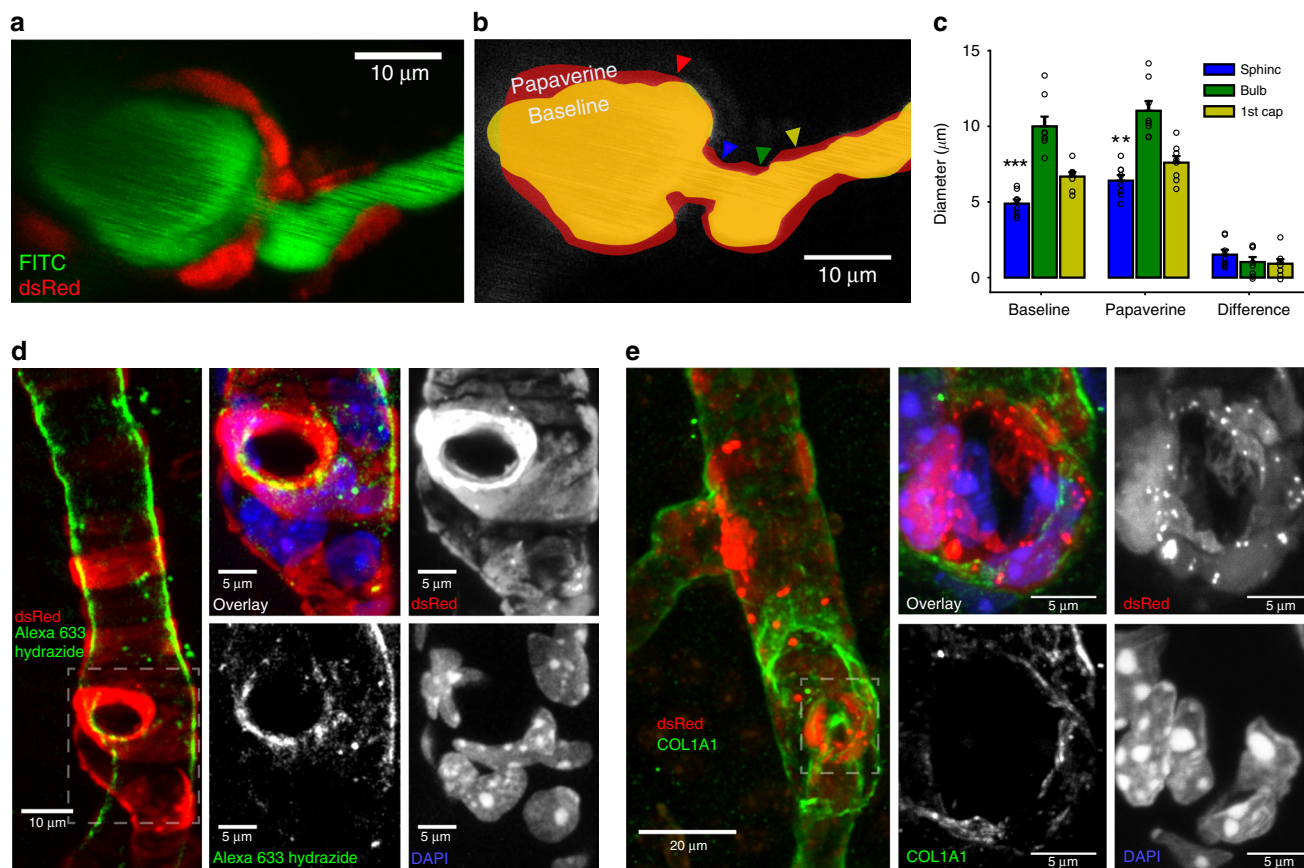 a
10 μm
FITC
dsRed
b
Papaverine
Baseline
10 μm
c
15
10
5
0
Diameter (μm)
***
**
Sphinc
Bulb
1st cap
Baseline
Papaverine
Difference
d
dsRed
Alexa 633
hydrazide
10 μm
5 μm
Overlay
5 μm
dsRed
5 μm
Alexa 633 hydrazide
5 μm
DAPI
e
dsRed
COL1A1
20 μm
Overlay
5 μm
dsRed
5 μm
COL1A1
5 μm
DAPI
5 μm